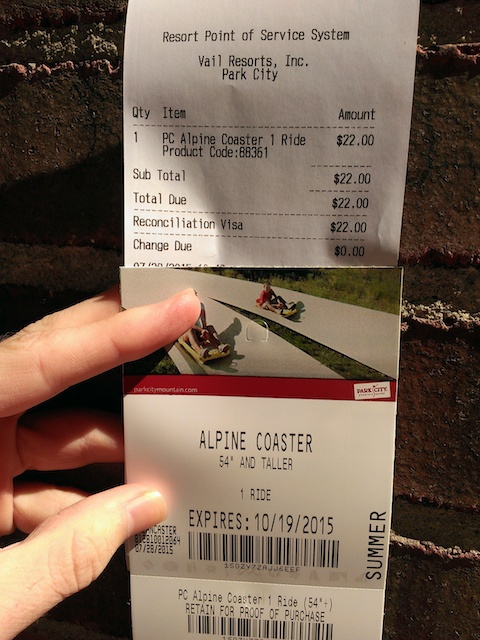 Resort Point of Service System
Vail Resorts, Inc.
Park City
Qty Item Amount
1 PC Alpine Coaster 1 Ride $22.00
Product Code:88361
Sub Total $22.00
Total Due $22.00
Reconciliation Visa $22.00
Change Due $0.00
parkcitymountain.com
PARK CITY
ALPINE COASTER
54" AND TALLER
1 RIDE
EXPIRES: 10/19/2015
07/20/2015
SUMMER
PC Alpine Coaster 1 Ride (54"+)
RETAIN FOR PROOF OF PURCHASE